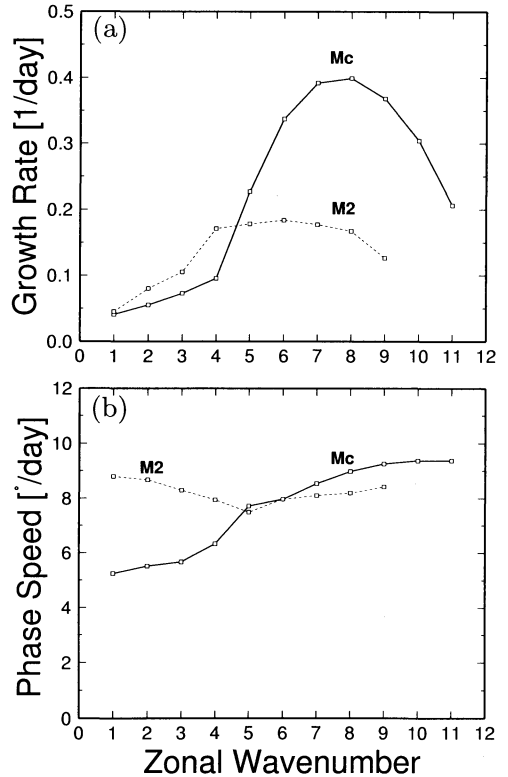 (a)
Growth Rate [1/day]
0.5
0.4
0.3
0.2
0.1
0.0
Mc
M2
0 1 2 3 4 5 6 7 8 9 10 11 12
(b)
Phase Speed [°/day]
12
10
8
6
4
2
0
M2
Mc
0 1 2 3 4 5 6 7 8 9 10 11 12
Zonal Wavenumber